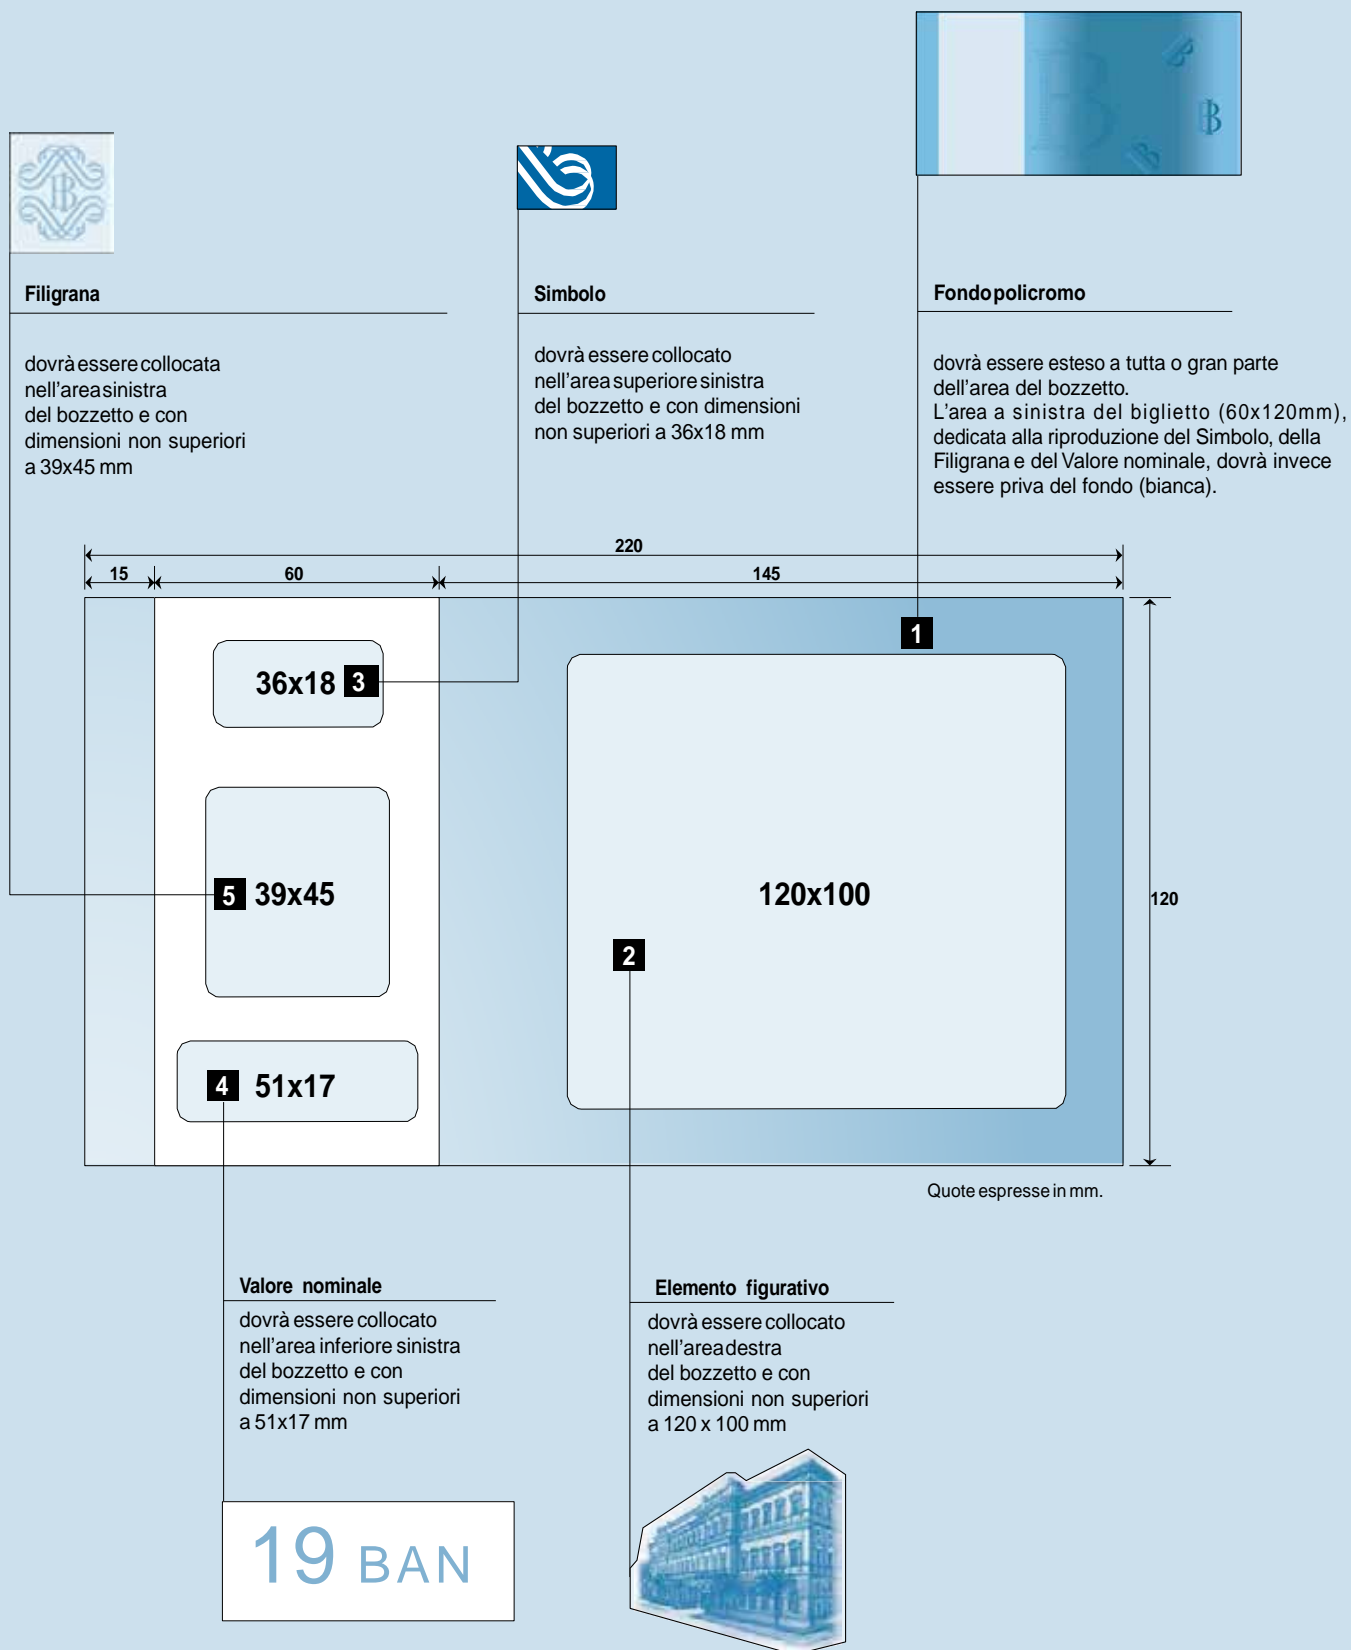 Filigrana
dovrà essere collocata
nell'area sinistra
del bozzetto e con
dimensioni non superiori
a 39x45 mm
Simbolo
dovrà essere collocato
nell'area superiore sinistra
del bozzetto e con dimensioni
non superiori a 36x18 mm
Fondo policromo
dovrà essere esteso a tutta o gran parte
dell'area del bozzetto.
L'area a sinistra del biglietto (60x120mm),
dedicata alla riproduzione del Simbolo, della
Filigrana e del Valore nominale, dovrà invece
essere priva del fondo (bianca).
220
15 60 145
1
36x18 3
5 39x45
120x100
120
2
4 51x17
Quote espresse in mm.
Valore nominale
dovrà essere collocato
nell'area inferiore sinistra
del bozzetto e con
dimensioni non superiori
a 51x17 mm
Elemento figurativo
dovrà essere collocato
nell'area destra
del bozzetto e con
dimensioni non superiori
a 120 x 100 mm
19 BAN